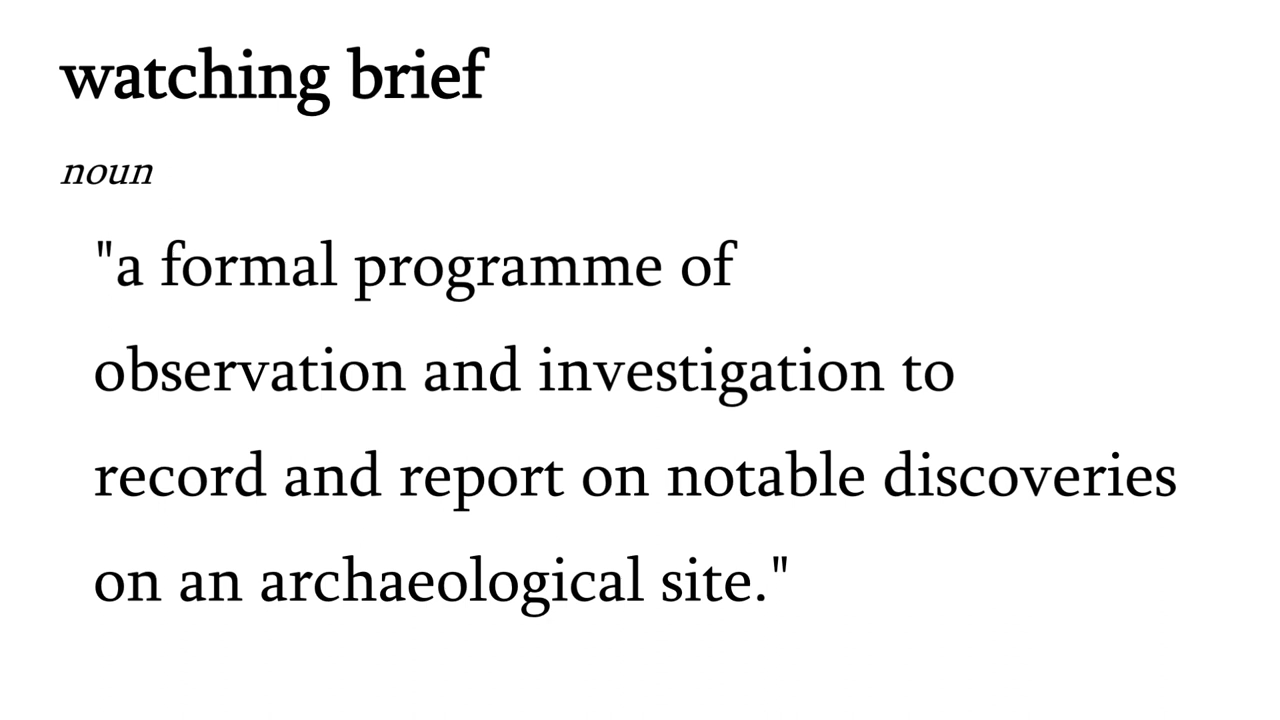 watching brief
noun
"a formal programme of
observation and investigation to
record and report on notable discoveries
on an archaeological site."